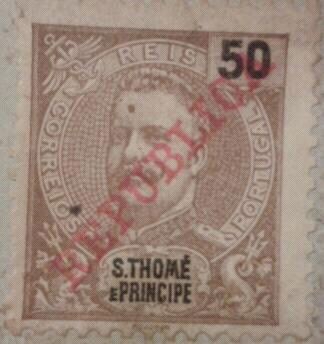 REIS
50
CORREIOS
PORTUGAL
REPUBLICA
S. THOMÉ
E PRINCIPE